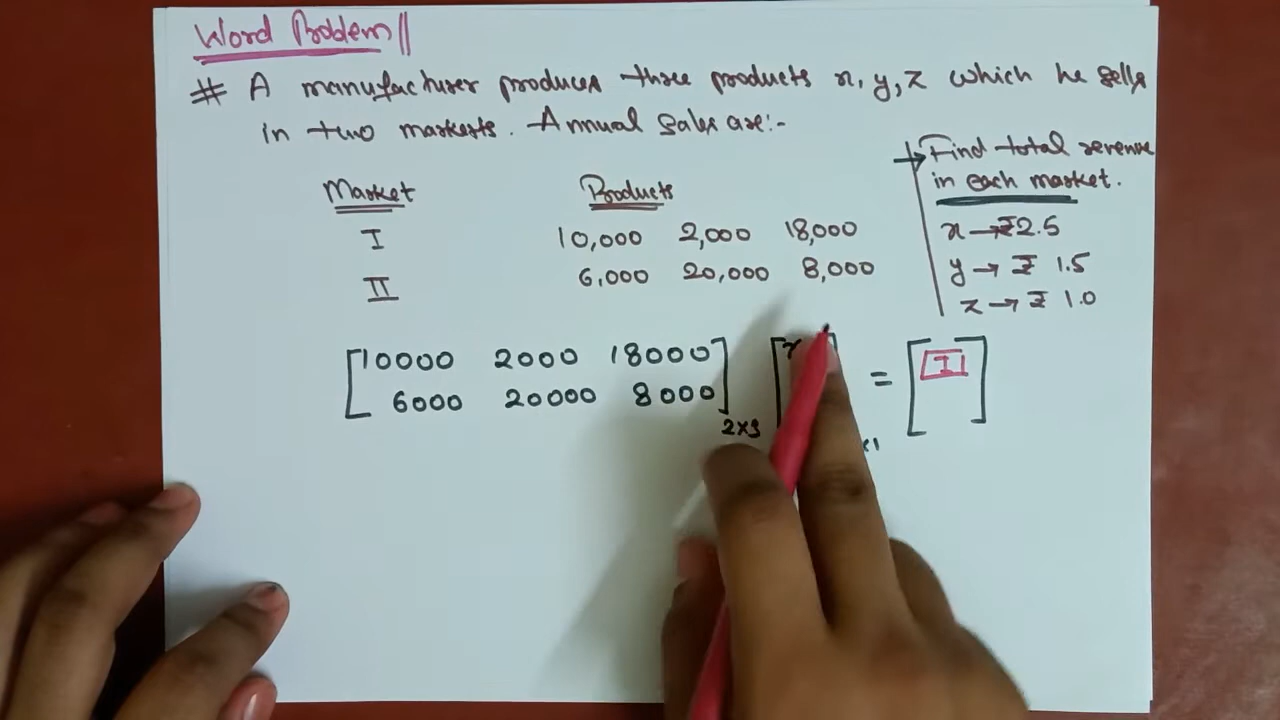 Word Problem
# A manufacturer produces three products x, y, z which he sells
in two markets. Annual sales are:-
→ Find total revenue
in each market.
x → ₹2.5
y → ₹ 1.5
z → ₹ 1.0
Market Products
I 10,000 2,000 18,000
II 6,000 20,000 8,000
[10000 2000 18000] [x ] = [I ]
6000 20000 8000
2×3